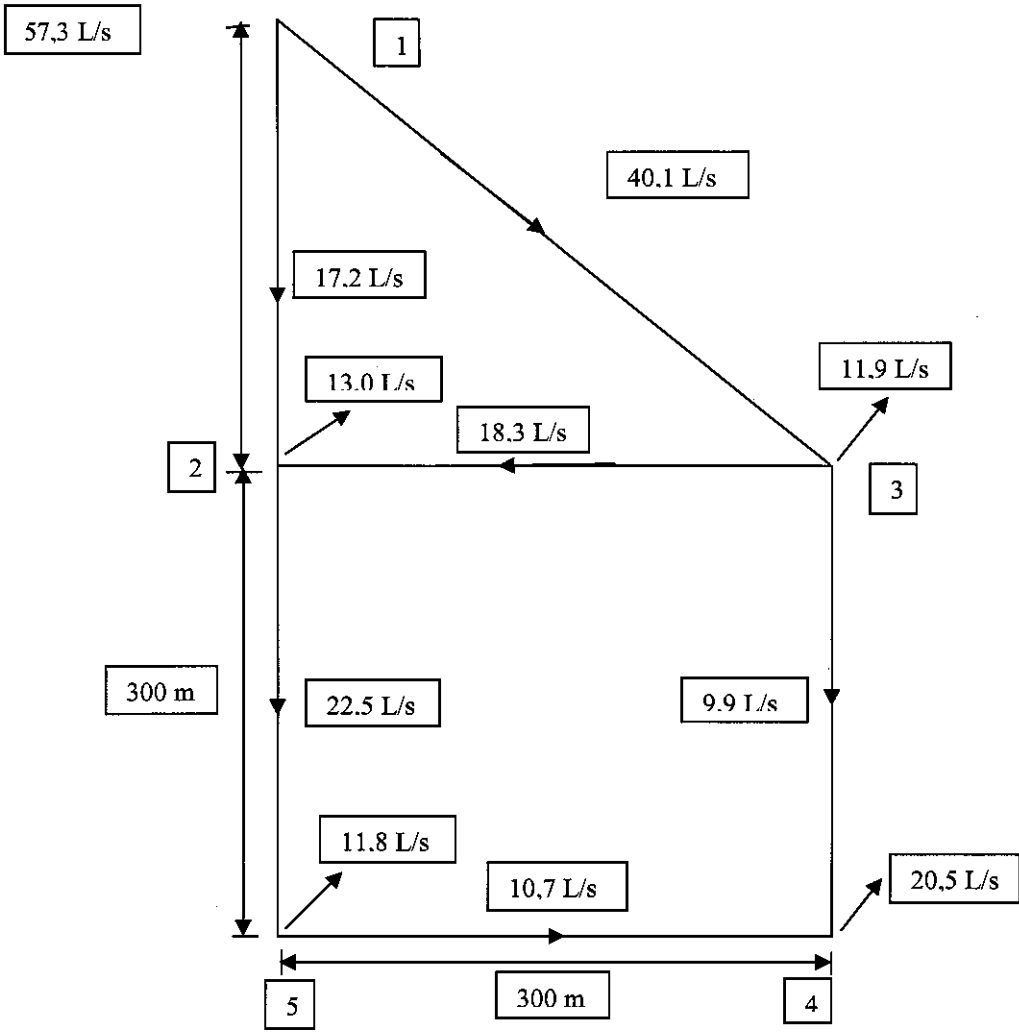 57,3 L/s
1
40,1 L/s
17,2 L/s
13,0 L/s
11,9 L/s
18,3 L/s
2
3
300 m
22,5 L/s
9,9 L/s
11,8 L/s
10,7 L/s
20,5 L/s
5
300 m
4